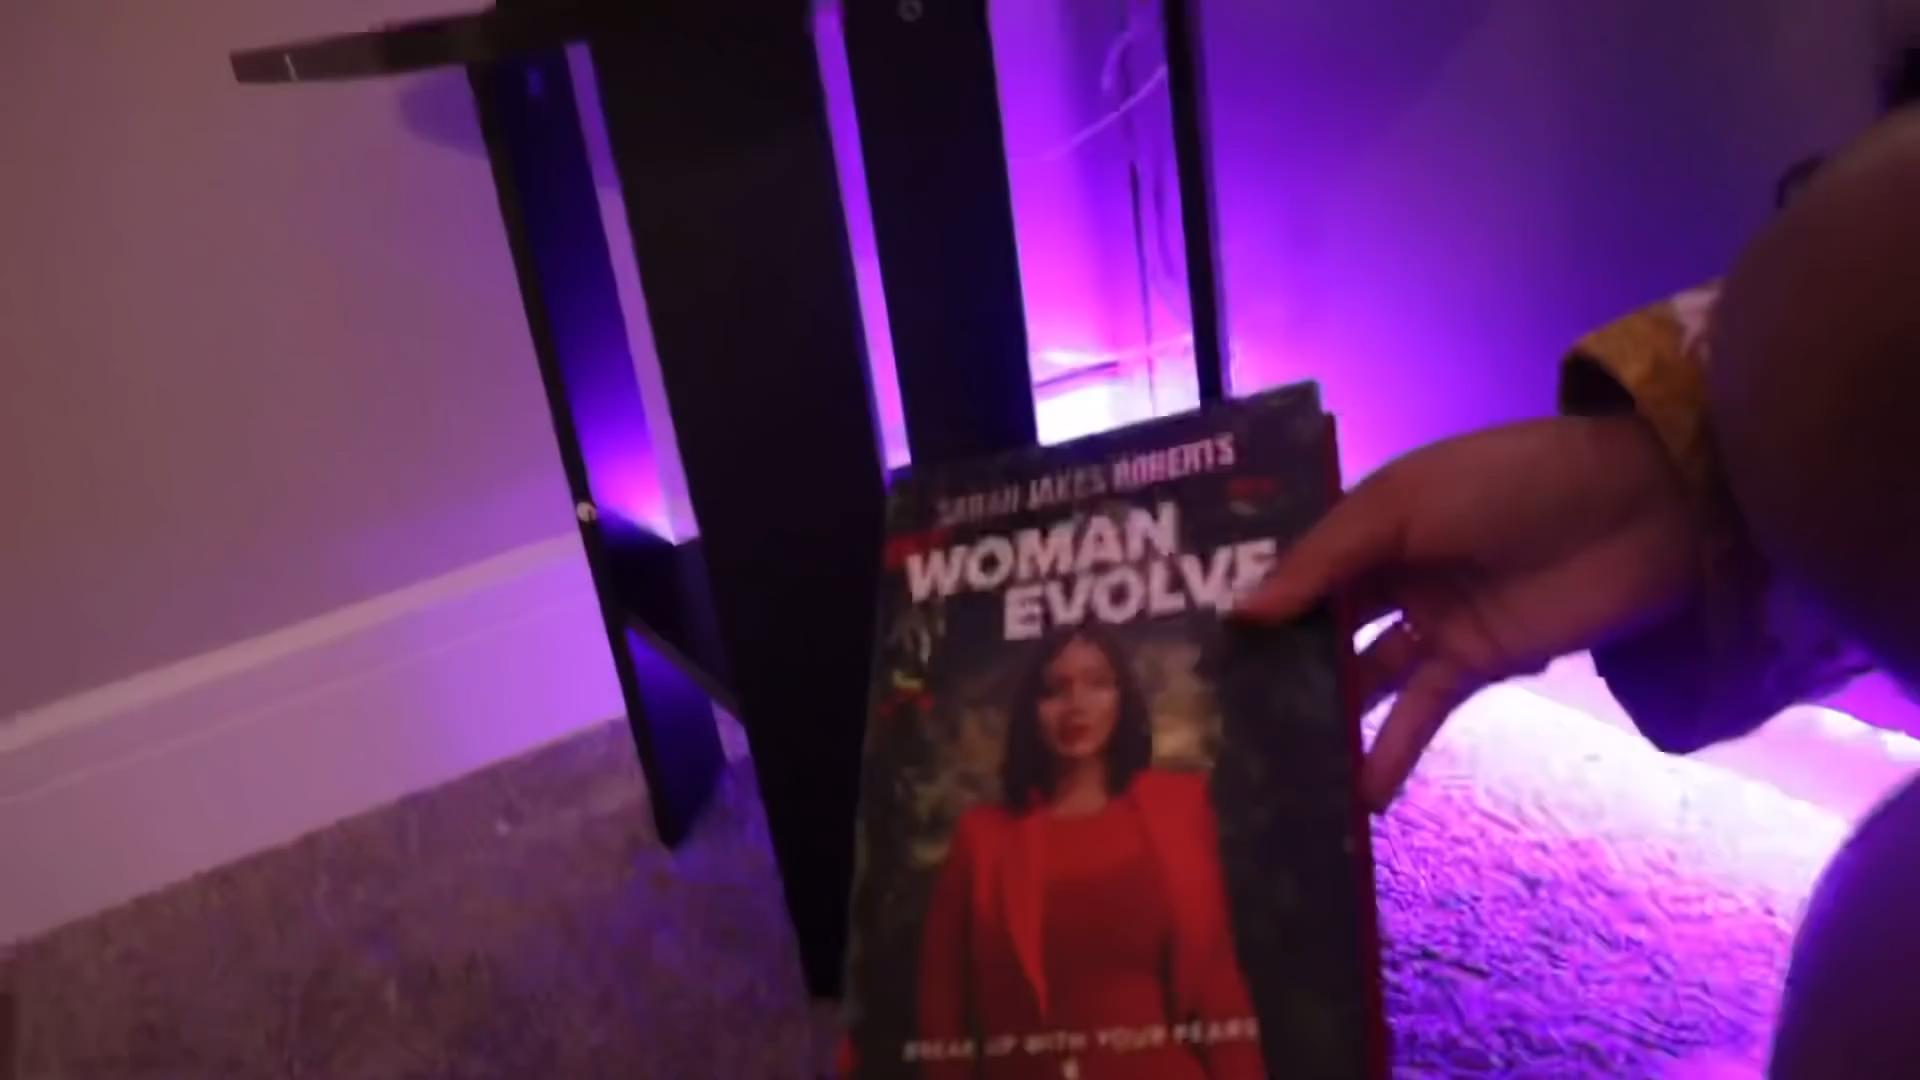 SARAH JAKES ROBERTS
WOMAN
EVOLVE
BREAK UP WITH YOUR FEARS
&